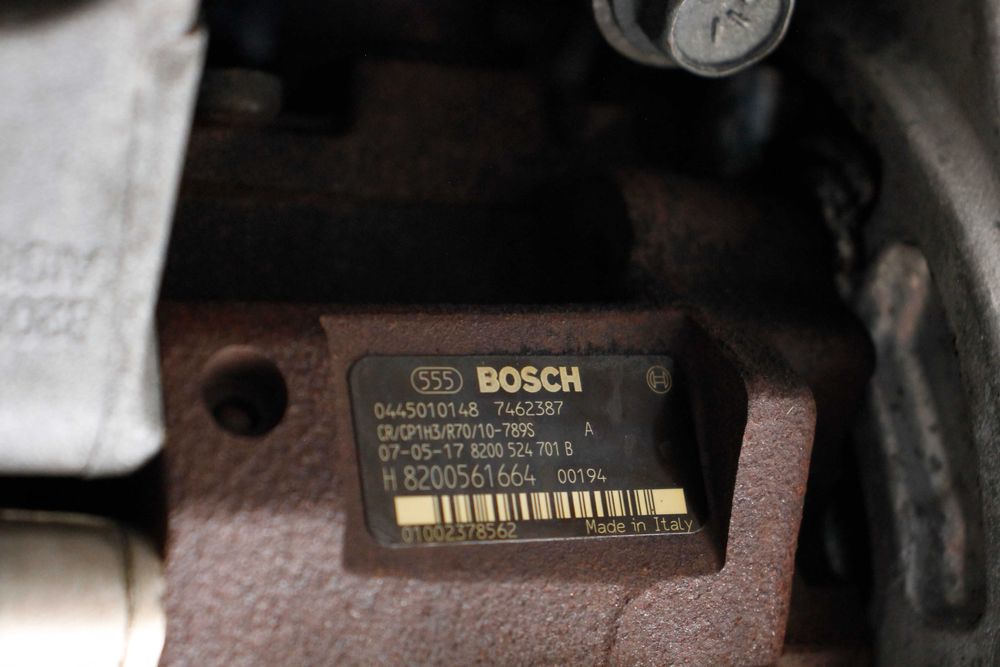 555 BOSCH
0445010148 7462387
CR/CP1H3/R70/10-789S A
07-05-17 8200 524 701 B
H 8200561664 00194
01002378562 Made in Italy